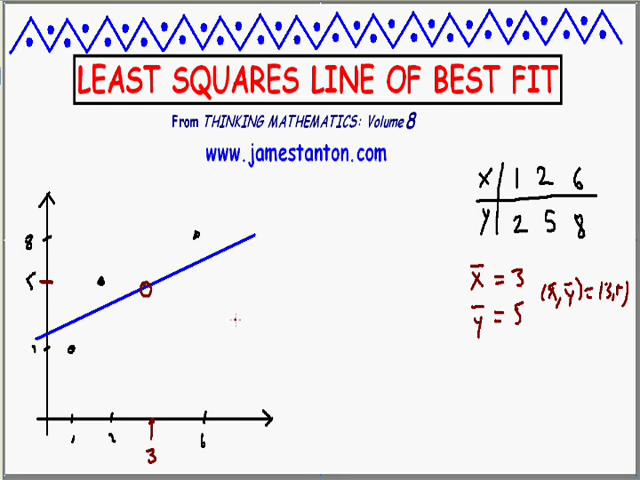 LEAST SQUARES LINE OF BEST FIT
From THINKING MATHEMATICS: Volume 8
www.jamestanton.com
X | 1 2 6
Y | 2 5 8
x̄ = 3
ȳ = 5
(x̄, ȳ) = (3,5)
8
5
1 2 6
3